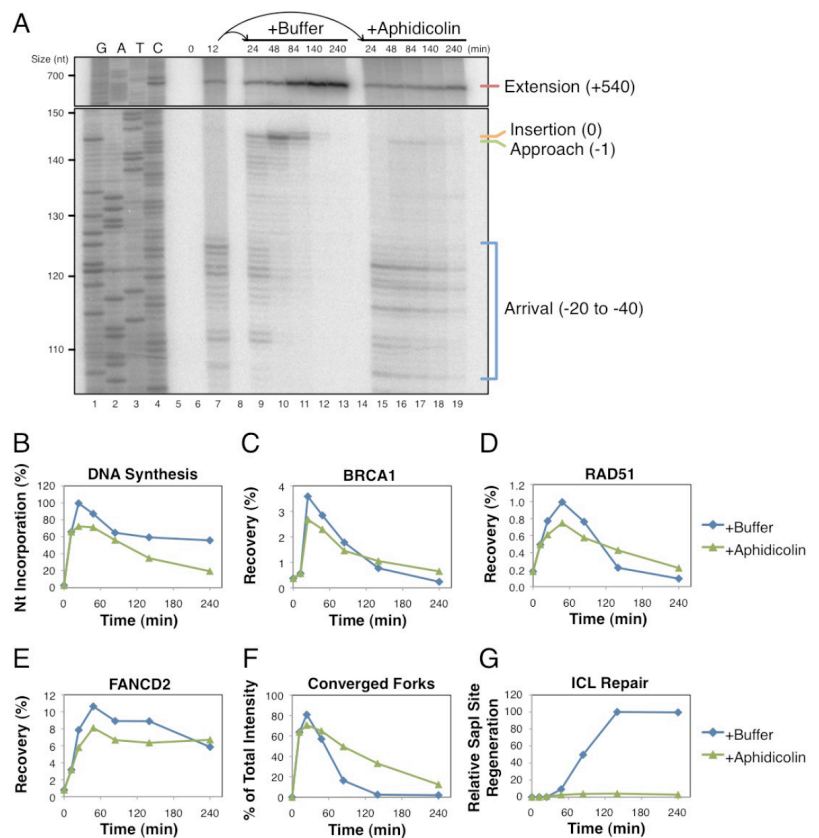 A
+Buffer +Aphidicolin
G A T C 0 12 24 48 84 140 240 24 48 84 140 240 (min)
Size (nt)
700
Extension (+540)
150
Insertion (0)
Approach (-1)
140
130
120
Arrival (-20 to -40)
110
1 2 3 4 5 6 7 8 9 10 11 12 13 14 15 16 17 18 19
B
DNA Synthesis
Nt Incorporation (%)
120
100
80
60
40
20
0
0 60 120 180 240
Time (min)
C
BRCA1
Recovery (%)
4
3
2
1
0
0 60 120 180 240
Time (min)
D
RAD51
Recovery (%)
1.2
1.0
0.8
0.6
0.4
0.2
0.0
0 60 120 180 240
Time (min)
+Buffer
+Aphidicolin
E
FANCD2
Recovery (%)
12
10
8
6
4
2
0
0 60 120 180 240
Time (min)
F
Converged Forks
% of Total Intensity
100
80
60
40
20
0
0 60 120 180 240
Time (min)
G
ICL Repair
Relative SapI Site
Regeneration
120
100
80
60
40
20
0
0 60 120 180 240
Time (min)
+Buffer
+Aphidicolin